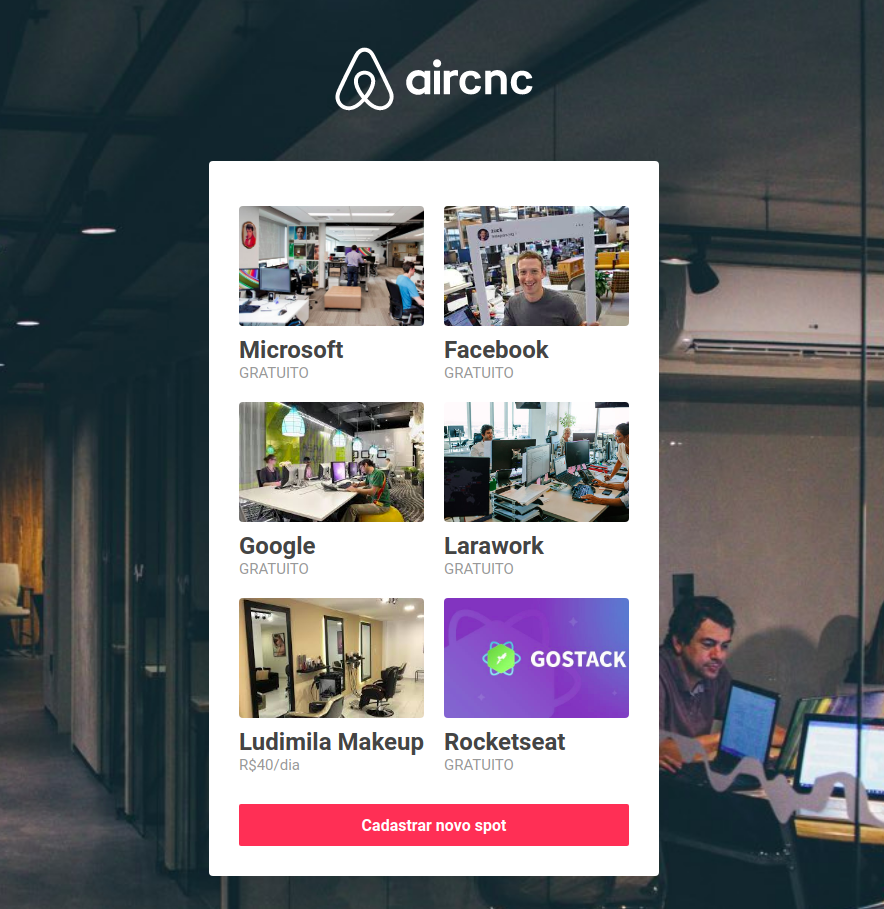 aircnc
zuck
Microsoft
Facebook
GRATUITO
GRATUITO
Google
Larawork
GRATUITO
GRATUITO
GOSTACK
Ludimila Makeup
Rocketseat
R$40/dia
GRATUITO
Cadastrar novo spot